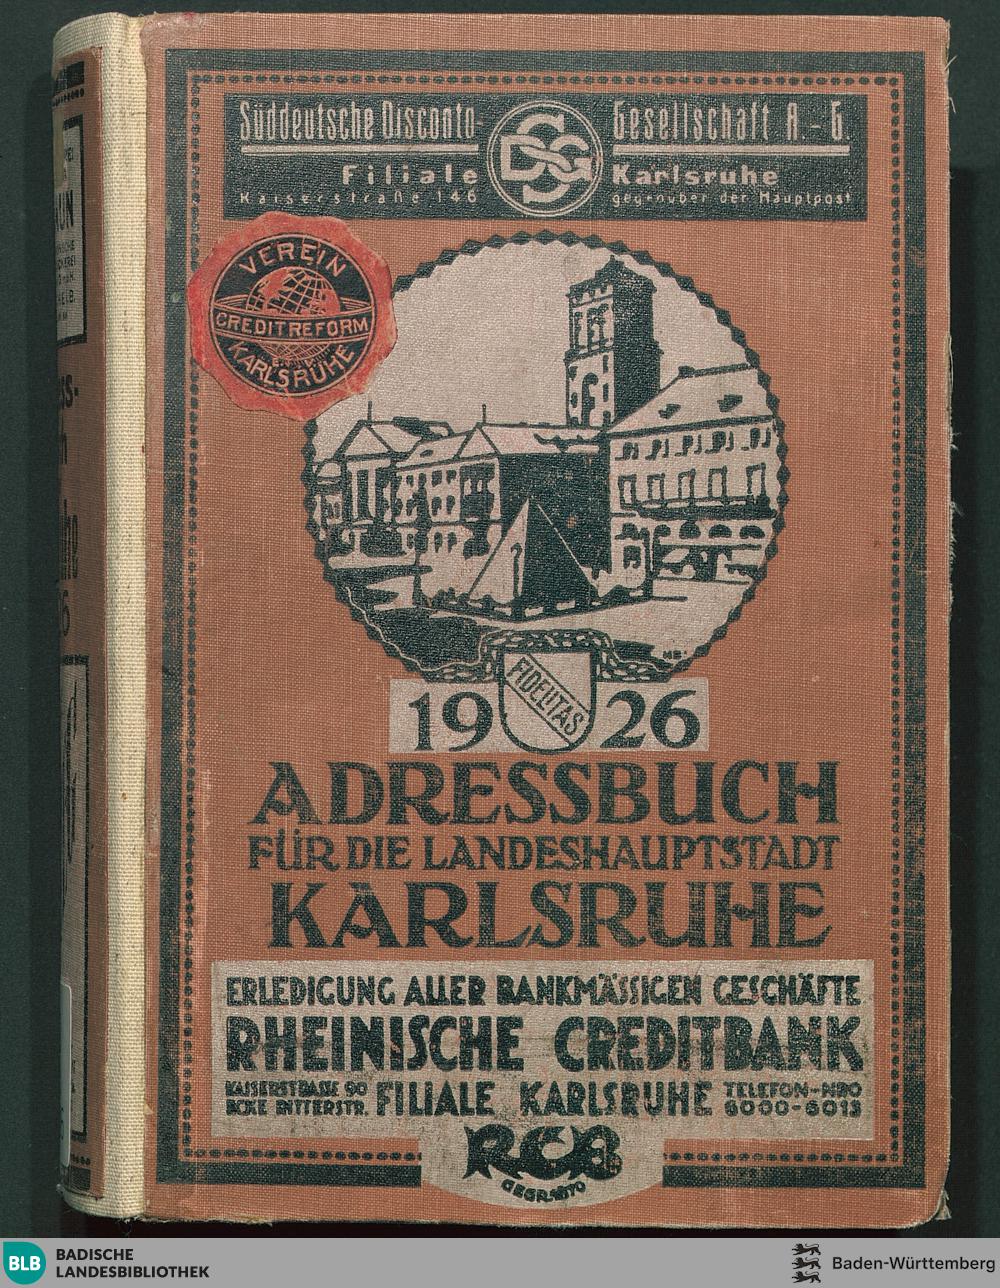 Süddeutsche Disconto-Gesellschaft A.-G.
DSG
Filiale Karlsruhe
Kaiserstraße 146 gegenüber der Hauptpost
VEREIN
CREDITREFORM
KARLSRUHE
MB
FIDELITAS
1926
ADRESSBUCH
FÜR DIE LANDESHAUPTSTADT
KARLSRUHE
ERLEDIGUNG ALLER BANKMÄSSIGEN GESCHÄFTE
RHEINISCHE CREDITBANK
KAISERSTRASSE 90
ECKE RITTERSTR.
FILIALE KARLSRUHE
TELEFON-NRO
6000-6013
RCB
BLB BADISCHE
LANDESBIBLIOTHEK
Baden-Württemberg